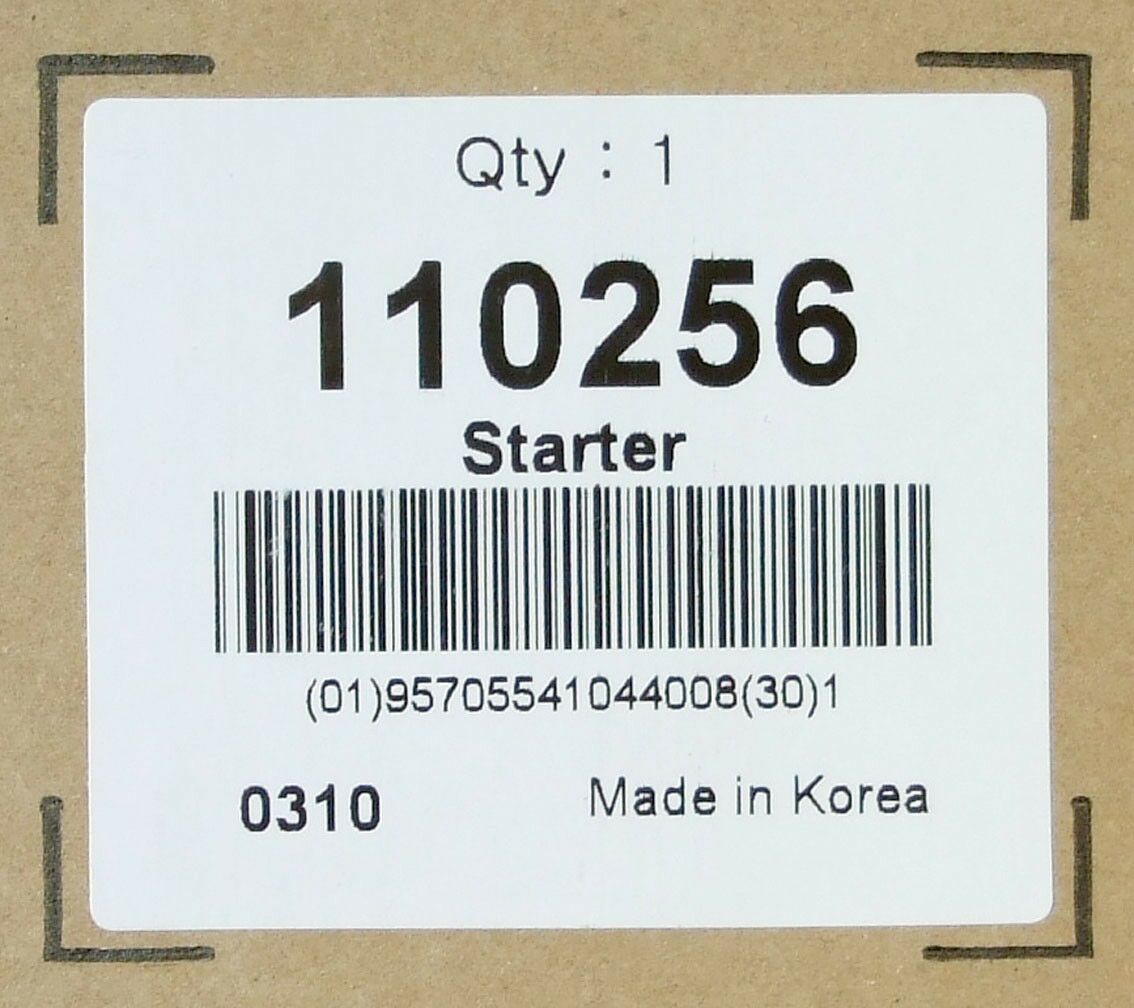 Qty : 1
110256
Starter
(01)95705541044008(30)1
0310
Made in Korea